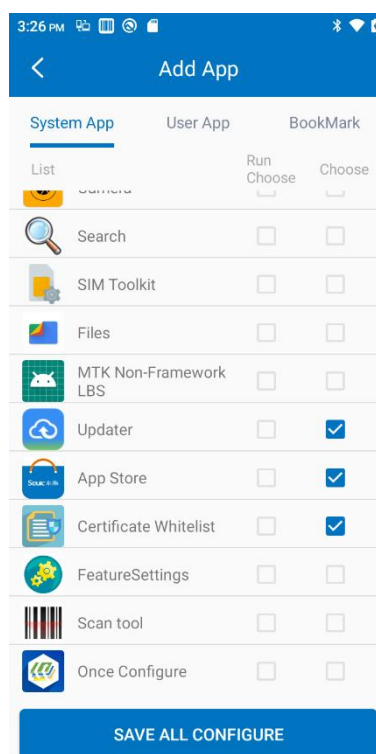 3:26 PM
Add App
System App User App BookMark
List Run Choose Choose
Camera
Search
SIM Toolkit
Files
MTK Non-Framework
LBS
Updater
App Store
Certificate Whitelist
FeatureSettings
Scan tool
Once Configure
SAVE ALL CONFIGURE